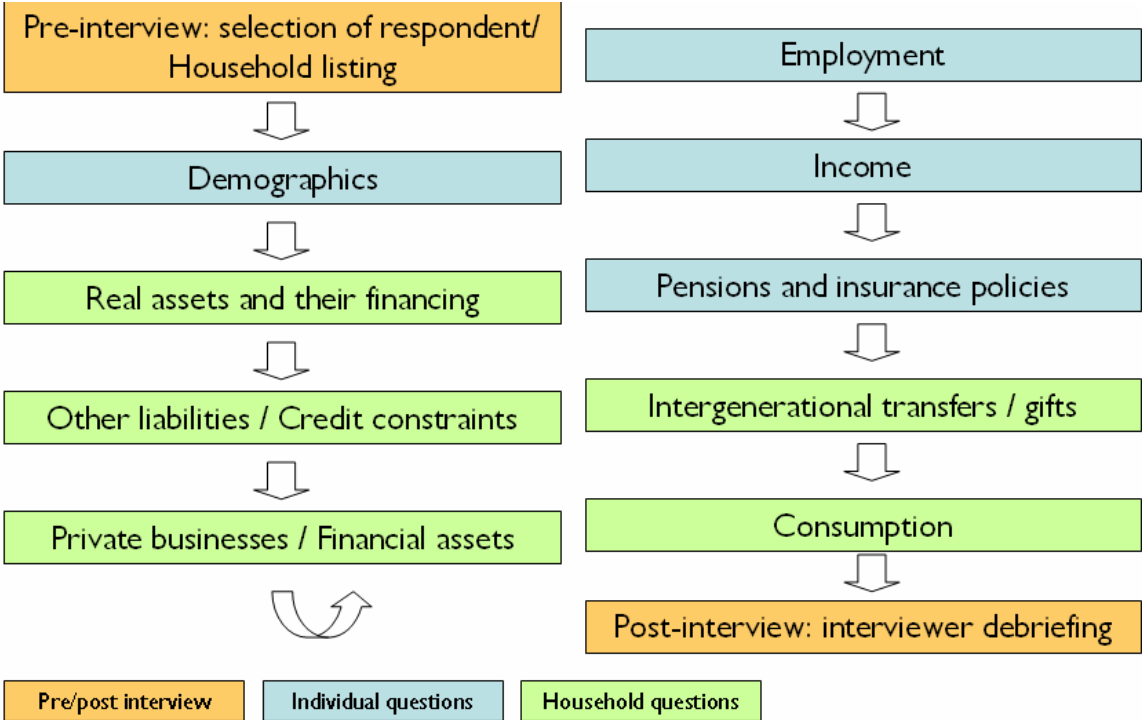 Pre-interview: selection of respondent/
Household listing
Demographics
Real assets and their financing
Other liabilities / Credit constraints
Private businesses / Financial assets
Employment
Income
Pensions and insurance policies
Intergenerational transfers / gifts
Consumption
Post-interview: interviewer debriefing
Pre/post interview
Individual questions
Household questions